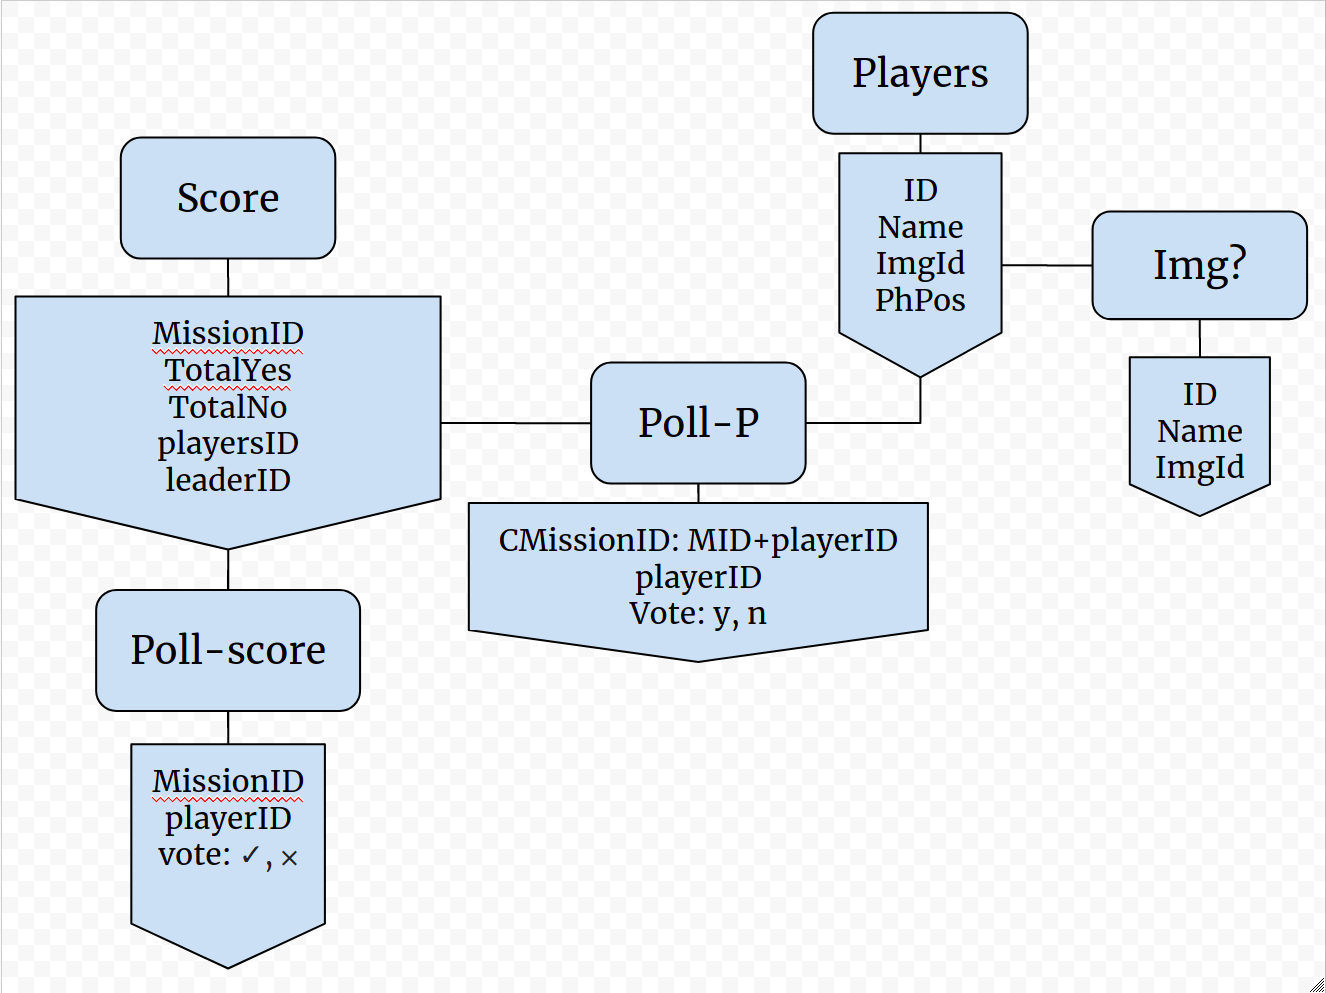 Players
ID
Name
ImgId
PhPos
Img?
ID
Name
ImgId
Score
MissionID
TotalYes
TotalNo
playersID
leaderID
Poll-P
CMissionID: MID+playerID
playerID
Vote: y, n
Poll-score
MissionID
playerID
vote: ✓, ×